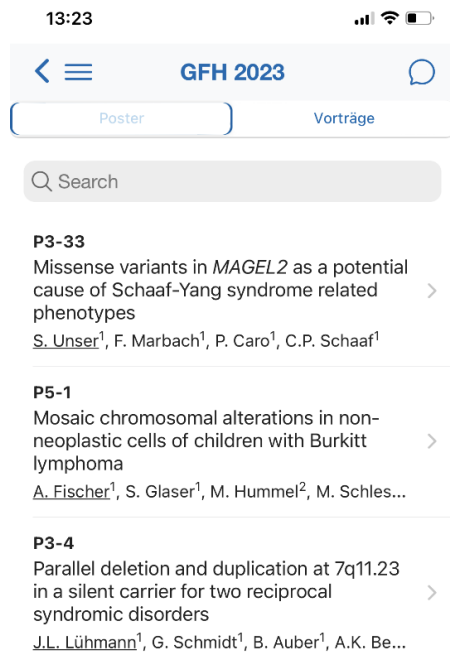 13:23
GFH 2023
Poster Vorträge
Search
P3-33
Missense variants in MAGEL2 as a potential
cause of Schaaf-Yang syndrome related
phenotypes
S. Unser¹, F. Marbach¹, P. Caro¹, C.P. Schaaf¹
P5-1
Mosaic chromosomal alterations in non-
neoplastic cells of children with Burkitt
lymphoma
A. Fischer¹, S. Glaser¹, M. Hummel², M. Schles...
P3-4
Parallel deletion and duplication at 7q11.23
in a silent carrier for two reciprocal
syndromic disorders
J.L. Lühmann¹, G. Schmidt¹, B. Auber¹, A.K. Be...